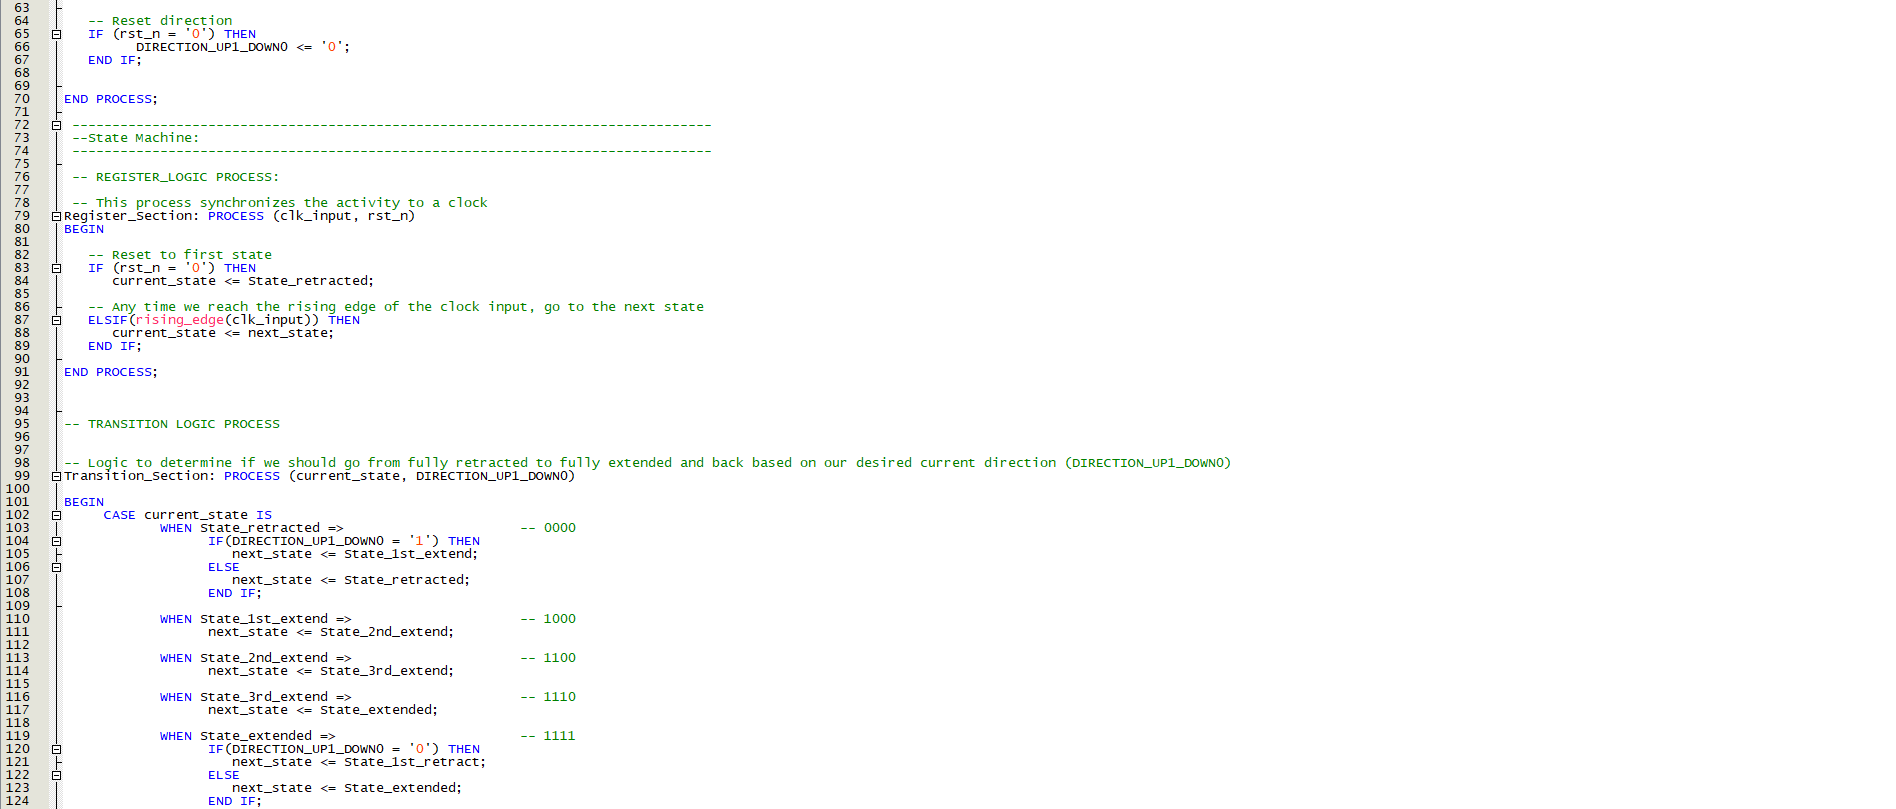 63
64 -- Reset direction
65 IF (rst_n = '0') THEN
66 DIRECTION_UP1_DOWN0 <= '0';
67 END IF;
68
69
70 END PROCESS;
71
72 --------------------------------------------------------------------------------
73 --State Machine:
74 --------------------------------------------------------------------------------
75
76 -- REGISTER_LOGIC PROCESS:
77
78 -- This process synchronizes the activity to a clock
79 Register_Section: PROCESS (clk_input, rst_n)
80 BEGIN
81
82 -- Reset to first state
83 IF (rst_n = '0') THEN
84 current_state <= State_retracted;
85
86 -- Any time we reach the rising edge of the clock input, go to the next state
87 ELSIF(rising_edge(clk_input)) THEN
88 current_state <= next_state;
89 END IF;
90
91 END PROCESS;
92
93
94
95 -- TRANSITION LOGIC PROCESS
96
97
98 -- Logic to determine if we should go from fully retracted to fully extended and back based on our desired current direction (DIRECTION_UP1_DOWN0)
99 Transition_Section: PROCESS (current_state, DIRECTION_UP1_DOWN0)
100
101 BEGIN
102 CASE current_state IS
103 WHEN State_retracted => -- 0000
104 IF(DIRECTION_UP1_DOWN0 = '1') THEN
105 next_state <= State_1st_extend;
106 ELSE
107 next_state <= State_retracted;
108 END IF;
109
110 WHEN State_1st_extend => -- 1000
111 next_state <= State_2nd_extend;
112
113 WHEN State_2nd_extend => -- 1100
114 next_state <= State_3rd_extend;
115
116 WHEN State_3rd_extend => -- 1110
117 next_state <= State_extended;
118
119 WHEN State_extended => -- 1111
120 IF(DIRECTION_UP1_DOWN0 = '0') THEN
121 next_state <= State_1st_retract;
122 ELSE
123 next_state <= State_extended;
124 END IF;